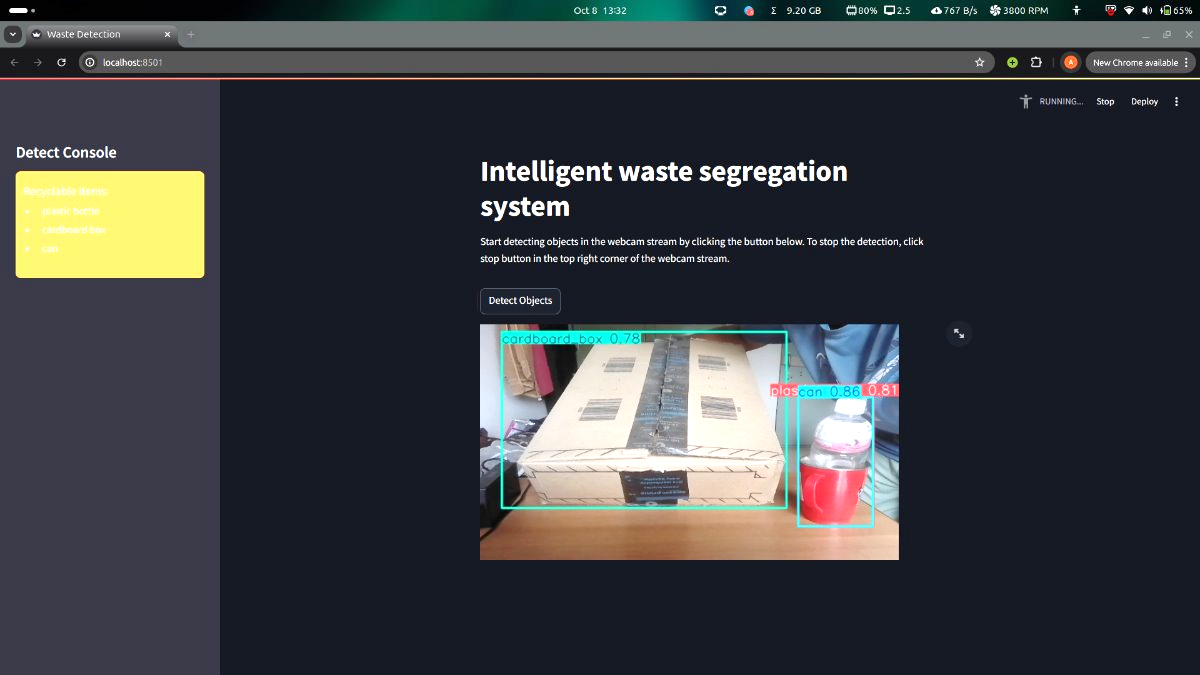 Oct 8 13:32
Σ 9.20 GB
80%
2.5
767 B/s
3800 RPM
65%
Waste Detection
localhost:8501
A
New Chrome available
RUNNING...
Stop
Deploy
Detect Console
Recyclable items:
plastic bottle
cardboard box
can
Intelligent waste segregation
system
Start detecting objects in the webcam stream by clicking the button below. To stop the detection, click
stop button in the top right corner of the webcam stream.
Detect Objects
cardboard_box 0.78
plas
can 0.86
0.81